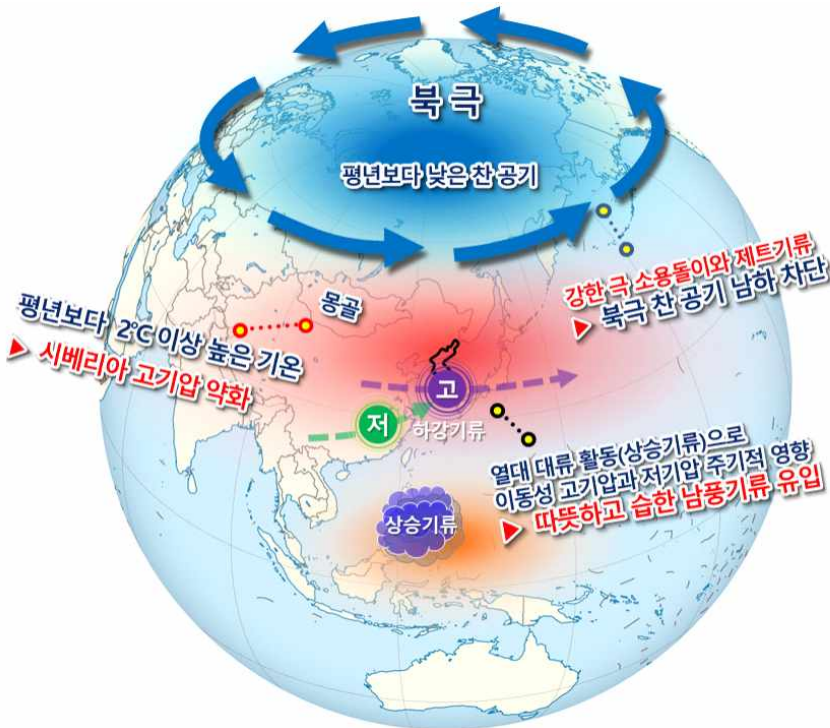 북극
평년보다 낮은 찬 공기
강한 극 소용돌이와 제트기류
▶ 북극 찬 공기 남하 차단
몽골
평년보다 2℃ 이상 높은 기온
▶ 시베리아 고기압 약화
고
저
하강기류
열대 대류 활동(상승기류)으로
이동성 고기압과 저기압 주기적 영향
▶ 따뜻하고 습한 남풍기류 유입
상승기류